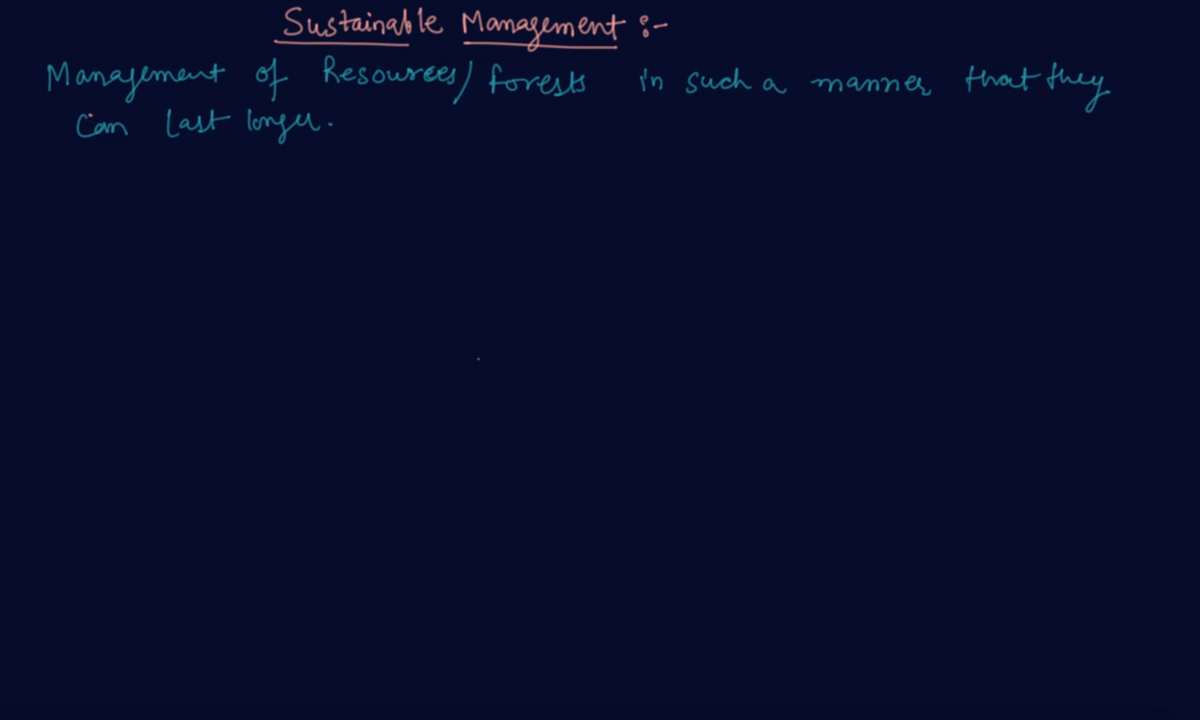 Sustainable Management :-
Management of Resources/forests in such a manner that they
Can last longer.